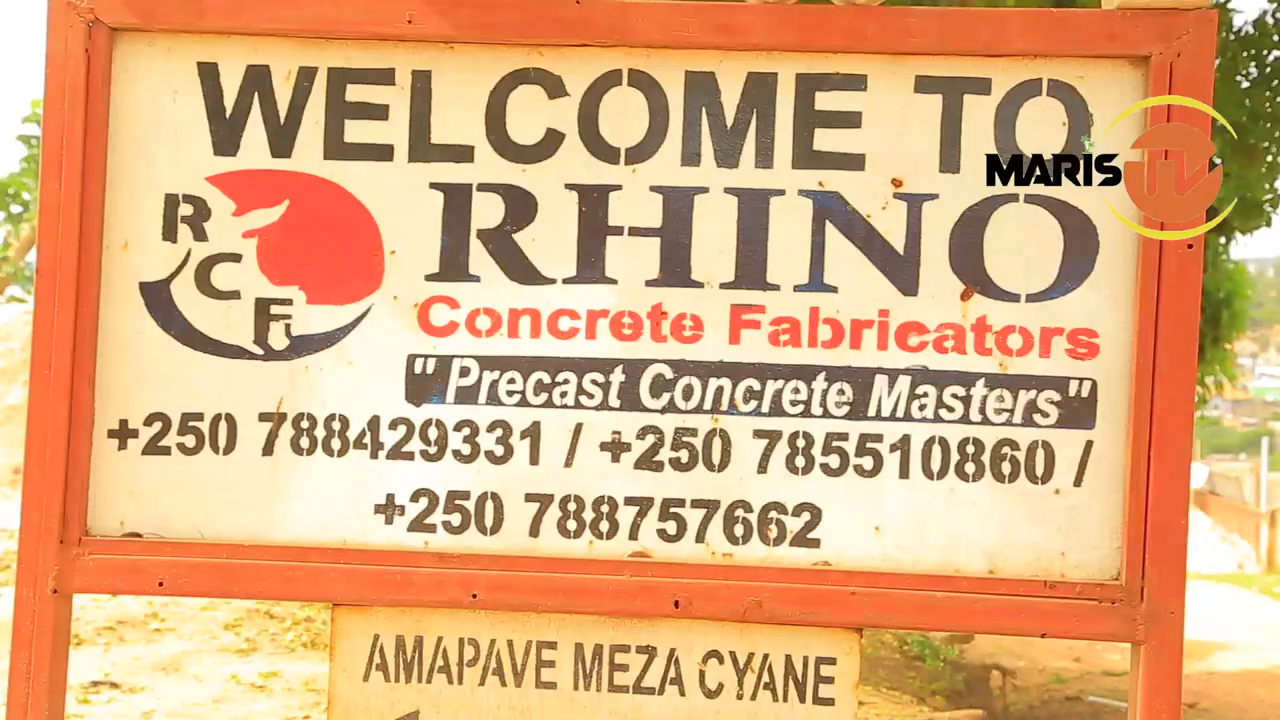 WELCOME TO
MARIS TV
R
C
F
RHINO
Concrete Fabricators
"Precast Concrete Masters"
+250 788429331 / +250 785510860 /
+250 788757662
AMAPAVE MEZA CYANE